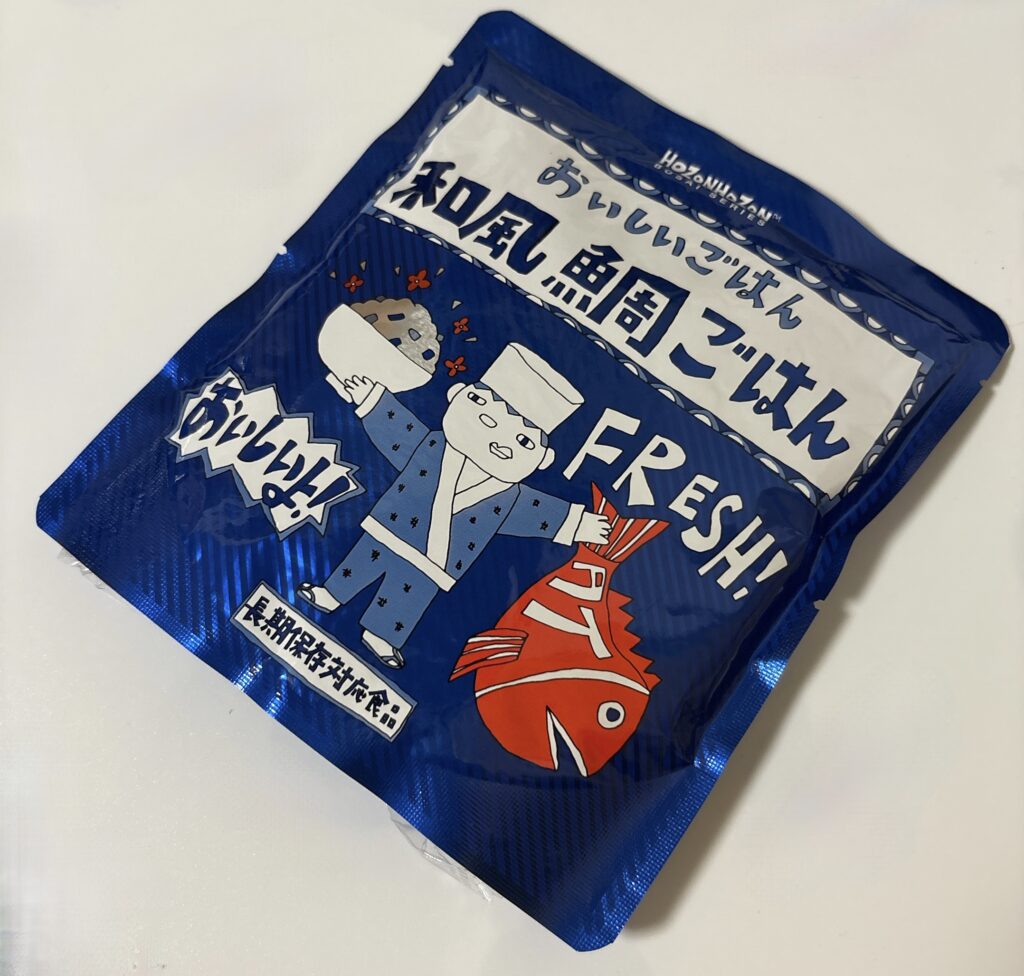 HOZONHOZON™
BOSAI SERIES
おいしいごはん
和風鯛ごはん
FRESH!
おいしいよ!
タイ
長期保存対応食品